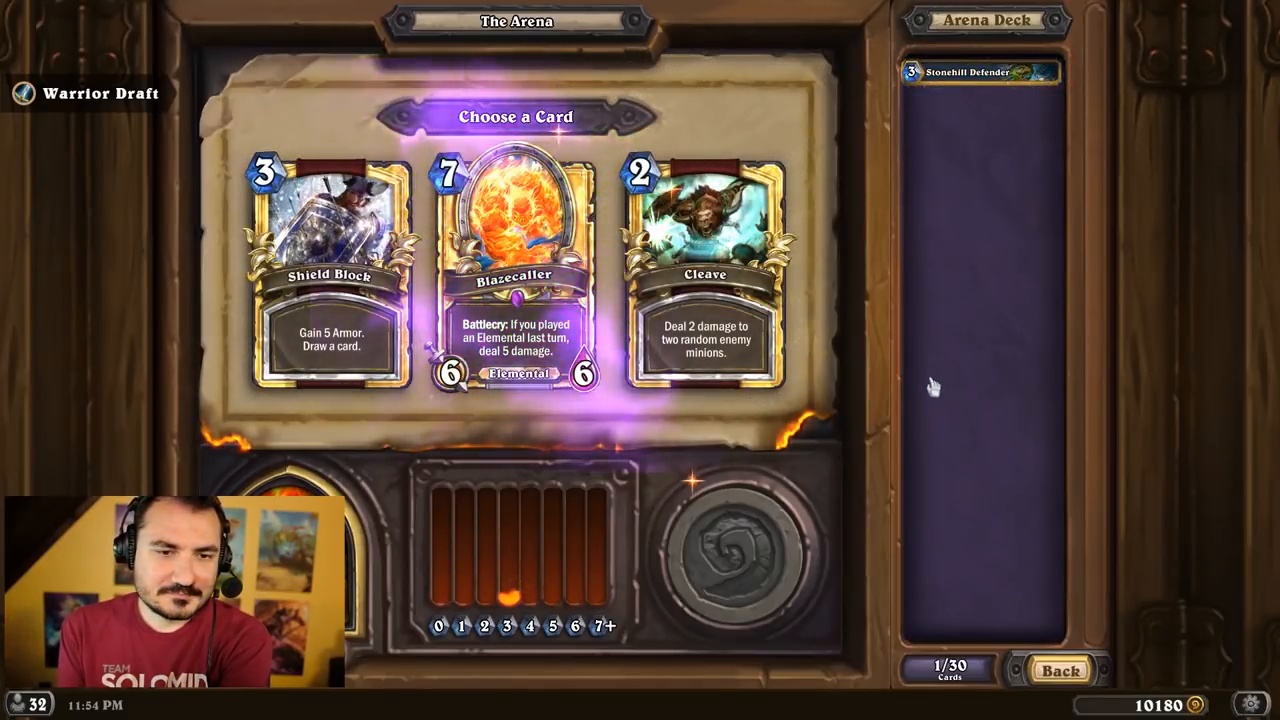 The Arena
Arena Deck
3 Stonehill Defender
Warrior Draft
Choose a Card
3
Shield Block
Gain 5 Armor.
Draw a card.
7
Blazecaller
Battlecry: If you played
an Elemental last turn,
deal 5 damage.
6 Elemental 6
2
Cleave
Deal 2 damage to
two random enemy
minions.
0 1 2 3 4 5 6 7+
TEAM
SOLOMID
1/30
Cards
Back
32 11:54 PM
10180